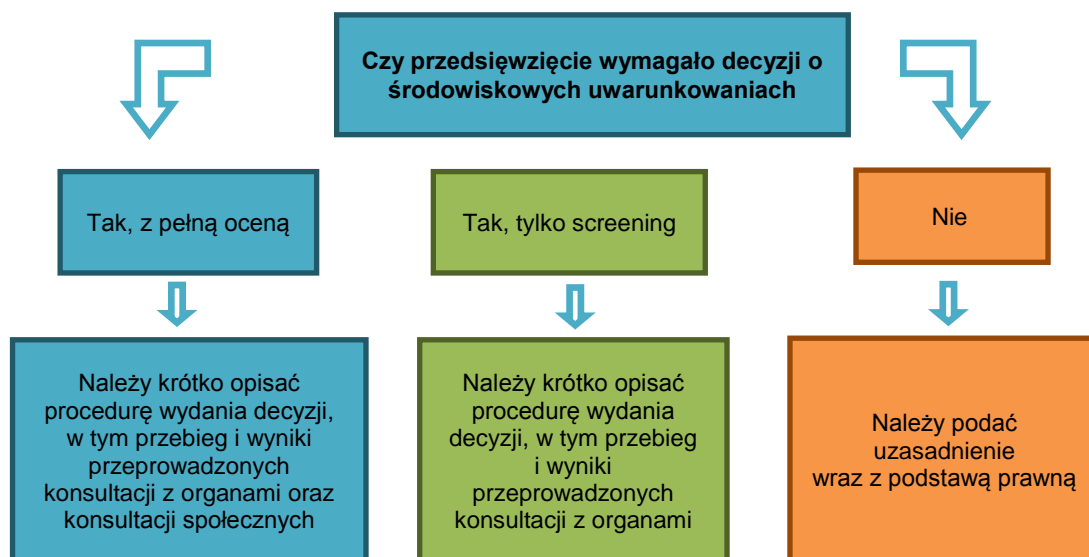 Czy przedsięwzięcie wymagało decyzji o
środowiskowych uwarunkowaniach
Tak, z pełną oceną
Tak, tylko screening
Nie
Należy krótko opisać
procedurę wydania decyzji,
w tym przebieg i wyniki
przeprowadzonych
konsultacji z organami oraz
konsultacji społecznych
Należy krótko opisać
procedurę wydania
decyzji, w tym przebieg
i wyniki
przeprowadzonych
konsultacji z organami
Należy podać
uzasadnienie
wraz z podstawą prawną